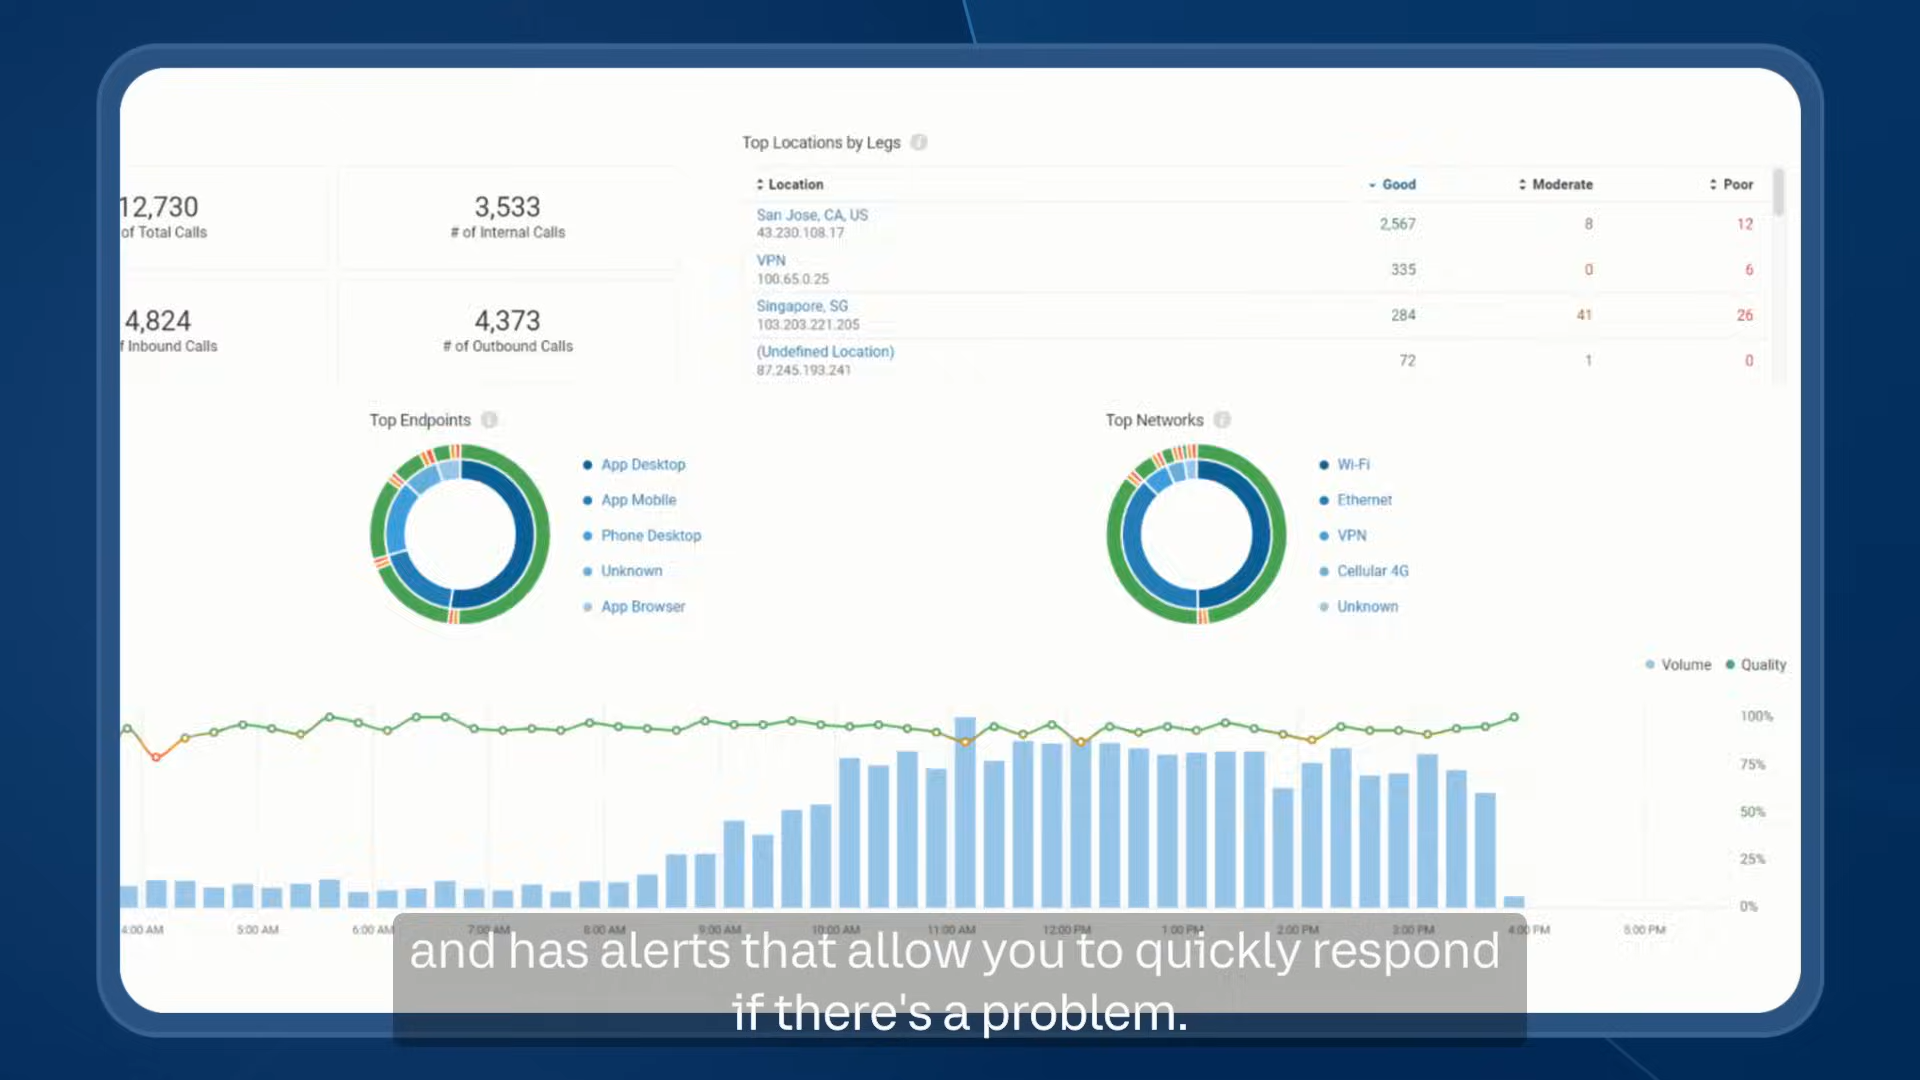 12,730
of Total Calls
3,533
# of Internal Calls
4,824
f Inbound Calls
4,373
# of Outbound Calls
Top Locations by Legs
Location Good Moderate Poor
San Jose, CA, US
43.230.108.17
2,567 8 12
VPN
100.65.0.25
335 0 6
Singapore, SG
103.203.221.205
284 41 26
(Undefined Location)
87.245.193.241
72 1 0
Top Endpoints
App Desktop
App Mobile
Phone Desktop
Unknown
App Browser
Top Networks
Wi-Fi
Ethernet
VPN
Cellular 4G
Unknown
Volume Quality
100%
75%
50%
25%
0%
4:00 AM 5:00 AM 6:00 AM 7:00 AM 8:00 AM 9:00 AM 10:00 AM 11:00 AM 12:00 PM 1:00 PM 2:00 PM 3:00 PM 4:00 PM 5:00 PM
and has alerts that allow you to quickly respond
if there's a problem.